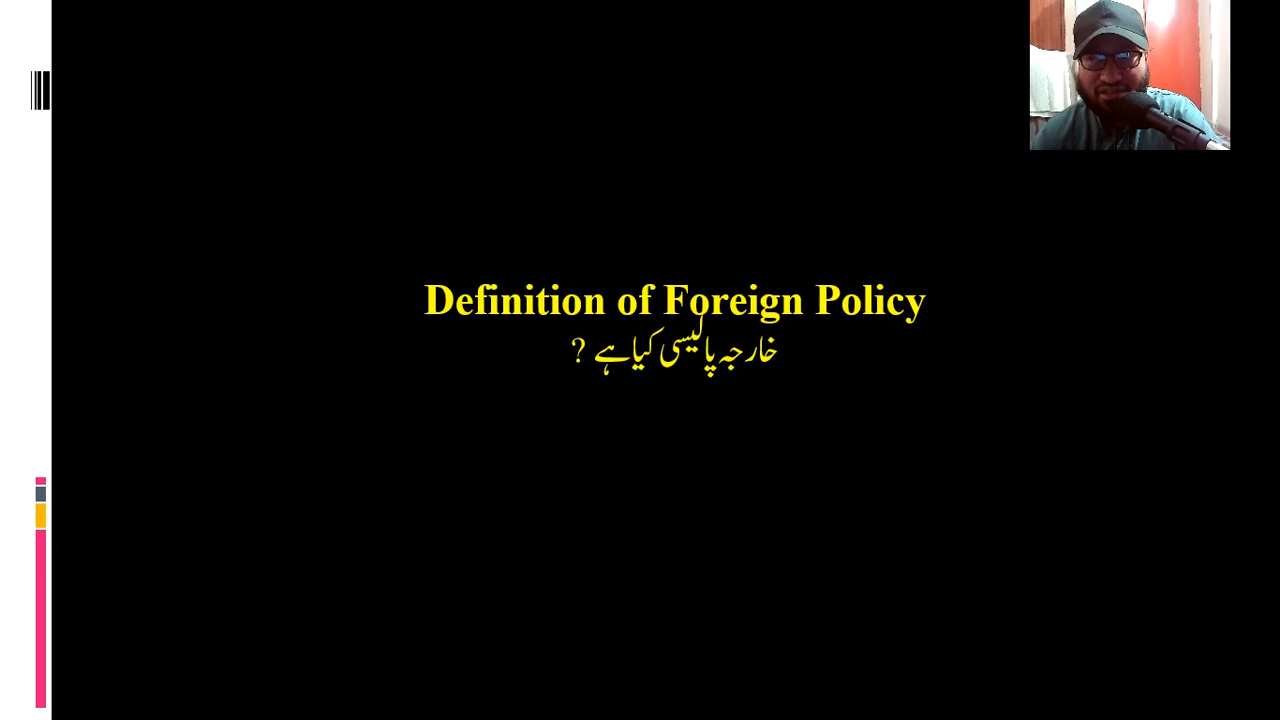 Definition of Foreign Policy
خارجہ پالیسی کیا ہے ?